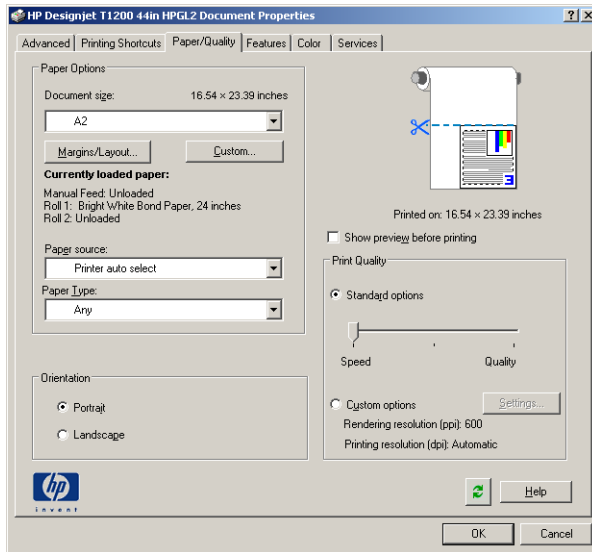 HP Designjet T1200 44in HPGL2 Document Properties
Advanced
Printing Shortcuts
Paper/Quality
Features
Color
Services
Paper Options
Document size: 16.54 × 23.39 inches
A2
Margins/Layout...
Custom...
Currently loaded paper:
Manual Feed: Unloaded
Roll 1: Bright White Bond Paper, 24 inches
Roll 2: Unloaded
Paper source:
Printer auto select
Paper Type:
Any
Orientation
Portrait
Landscape
3
Printed on: 16.54 × 23.39 inches
Show preview before printing
Print Quality
Standard options
Speed
Quality
Custom options
Settings...
Rendering resolution (ppi): 600
Printing resolution (dpi): Automatic
hp
invent
Help
OK
Cancel